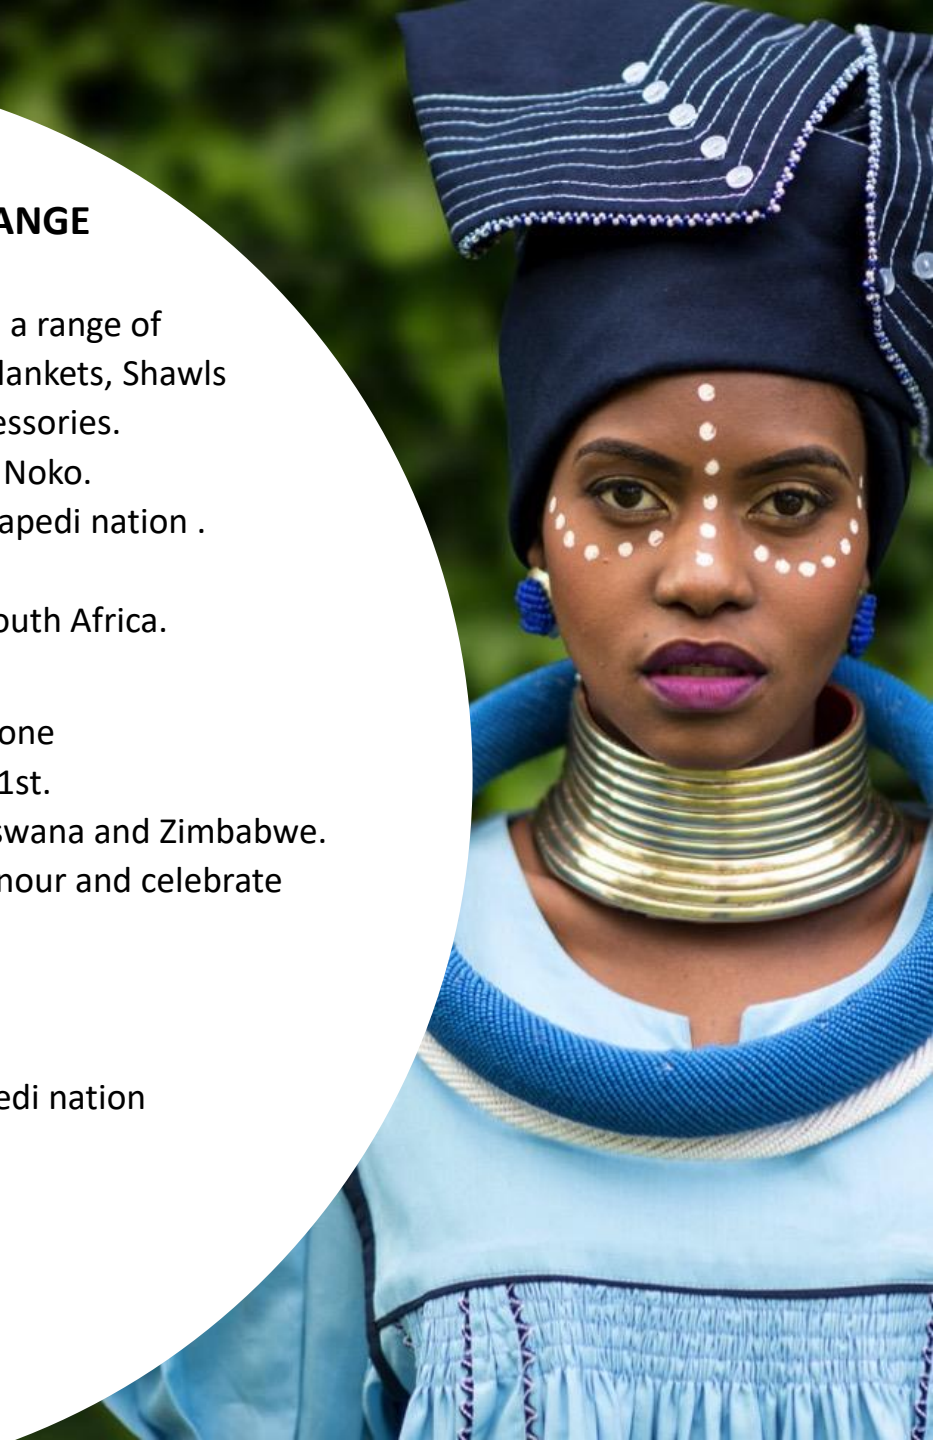 ANGE
a range of
lankets, Shawls
essories.
Noko.
apedi nation .
outh Africa.
one
1st.
swana and Zimbabwe.
nour and celebrate
edi nation